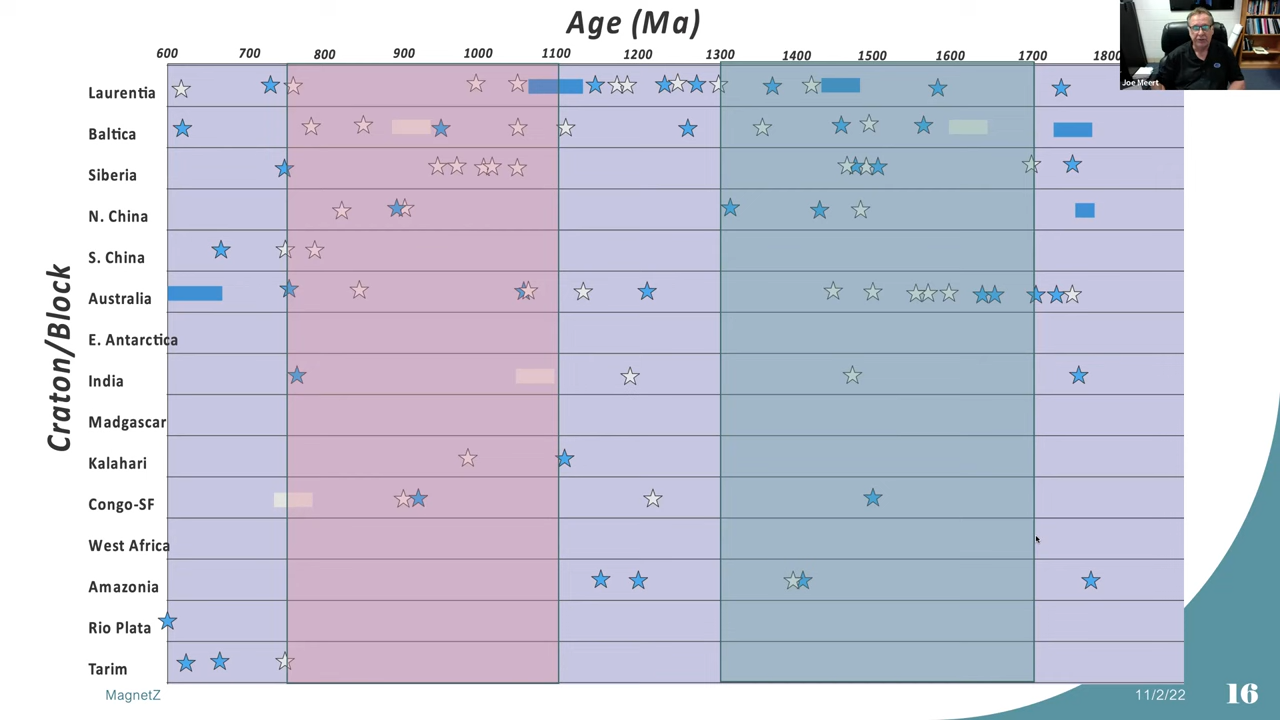 Age (Ma)
600 700 800 900 1000 1100 1200 1300 1400 1500 1600 1700 1800
Joe Meert
Craton/Block
Laurentia
Baltica
Siberia
N. China
S. China
Australia
E. Antarctica
India
Madgascar
Kalahari
Congo-SF
West Africa
Amazonia
Rio Plata
Tarim
MagnetZ
11/2/22
16